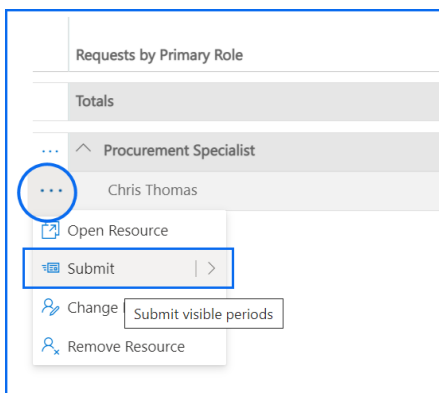 Requests by Primary Role
Totals
Procurement Specialist
Chris Thomas
Open Resource
Submit
Change
Submit visible periods
Remove Resource